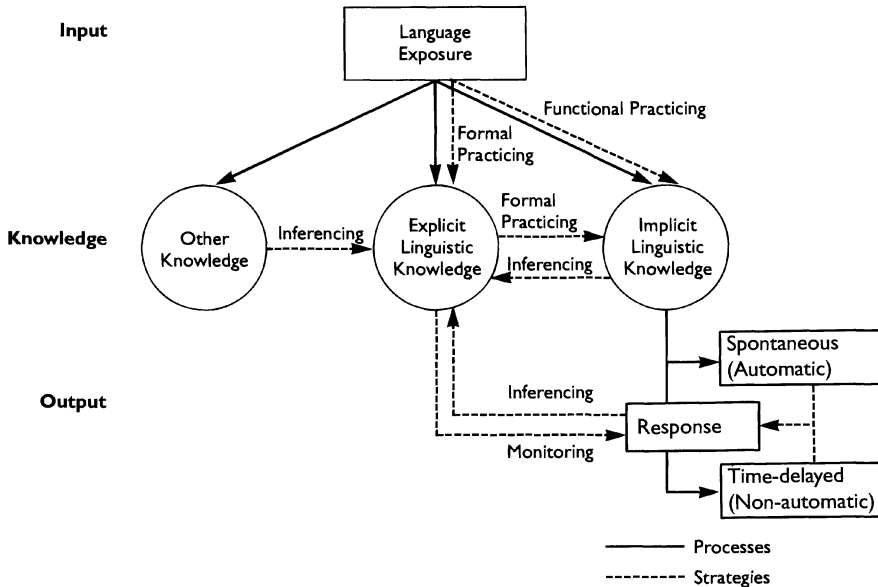 Input
Language
Exposure
Functional Practicing
Formal
Practicing
Knowledge
Other
Knowledge
Inferencing
Explicit
Linguistic
Knowledge
Formal
Practicing
Inferencing
Implicit
Linguistic
Knowledge
Output
Inferencing
Monitoring
Response
Spontaneous
(Automatic)
Time-delayed
(Non-automatic)
Processes
Strategies